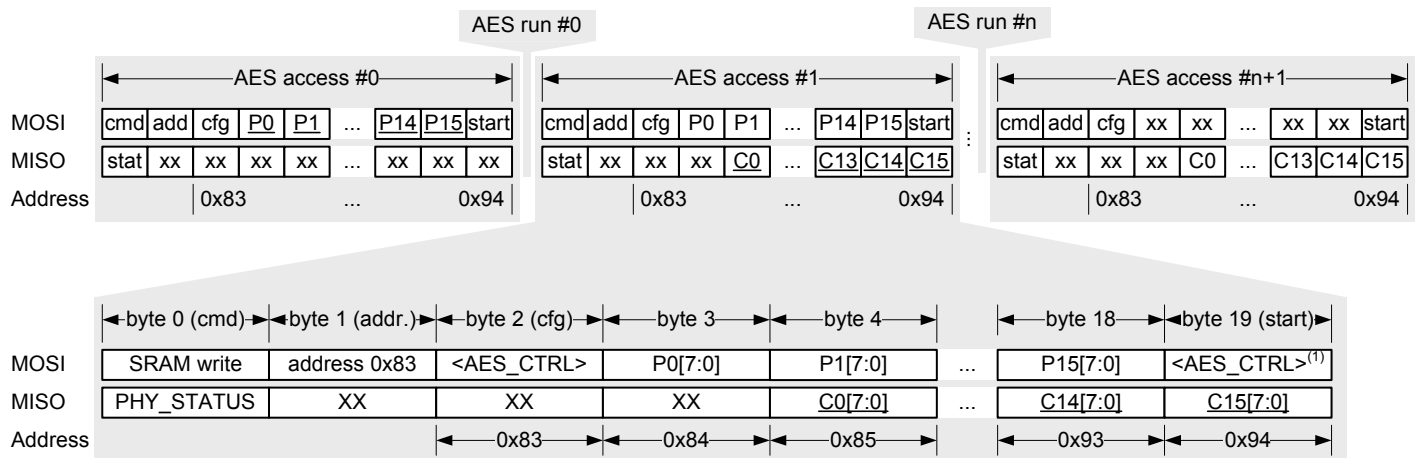 AES run #0 AES run #n
AES access #0 AES access #1 AES access #n+1
MOSI cmd add cfg P0 P1 ... P14 P15 start cmd add cfg P0 P1 ... P14 P15 start cmd add cfg xx xx ... xx xx start
MISO stat xx xx xx xx ... xx xx xx stat xx xx xx C0 ... C13 C14 C15 ... stat xx xx xx C0 ... C13 C14 C15
Address 0x83 ... 0x94 0x83 ... 0x94 0x83 ... 0x94
byte 0 (cmd) byte 1 (addr.) byte 2 (cfg) byte 3 byte 4 byte 18 byte 19 (start)
MOSI SRAM write address 0x83 <AES_CTRL> P0[7:0] P1[7:0] ... P15[7:0] <AES_CTRL>(1)
MISO PHY_STATUS XX XX XX C0[7:0] ... C14[7:0] C15[7:0]
Address 0x83 0x84 0x85 0x93 0x94